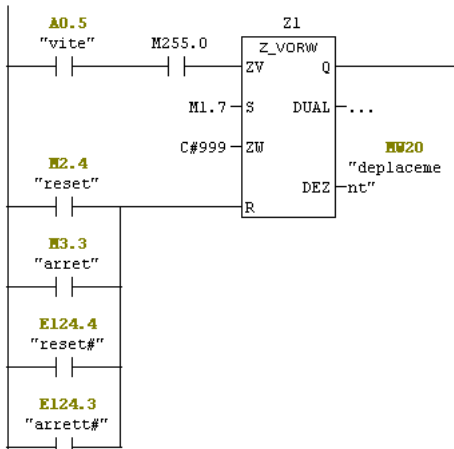 A0.5
Z1
"vite"
M255.0
Z_VORW
ZV
Q
M1.7
S
DUAL
...
C#999
ZW
MW20
"deplaceme
M2.4
"reset"
DEZ
nt"
R
M3.3
"arret"
E124.4
"reset#"
E124.3
"arrett#"